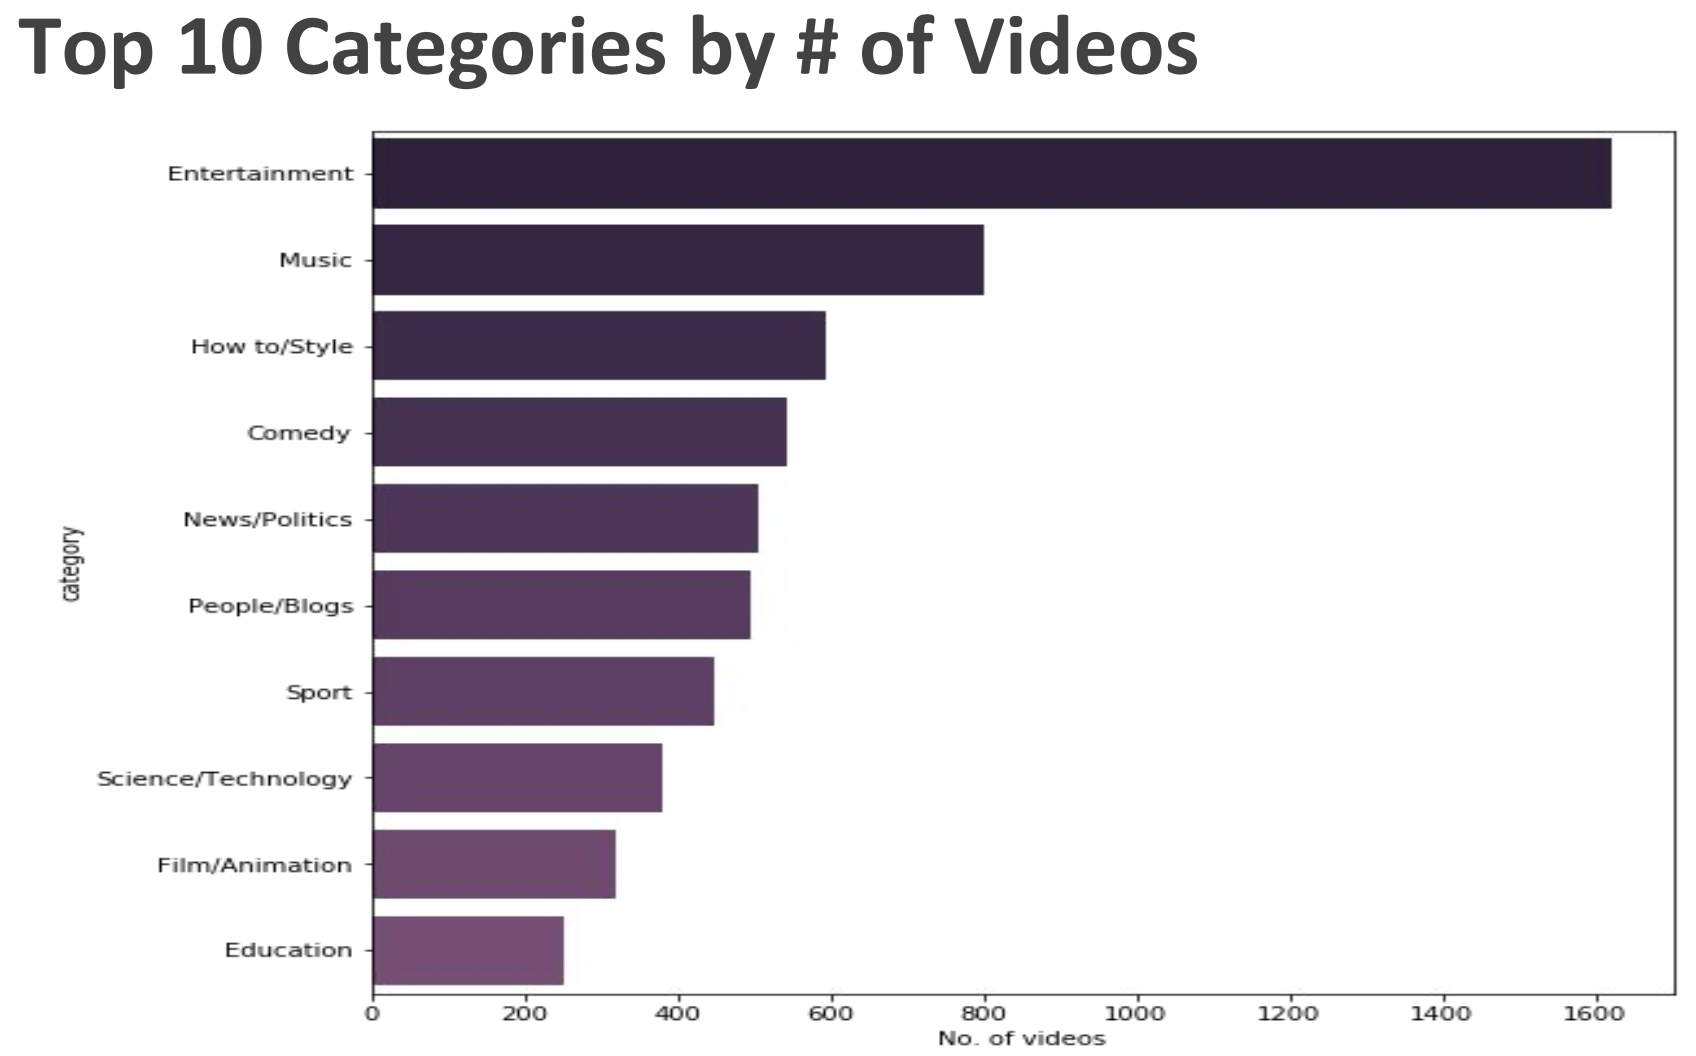 Top 10 Categories by # of Videos
Entertainment
Music
How to/Style
Comedy
News/Politics
People/Blogs
Sport
Science/Technology
Film/Animation
Education
category
0 200 400 600 800 1000 1200 1400 1600
No. of videos